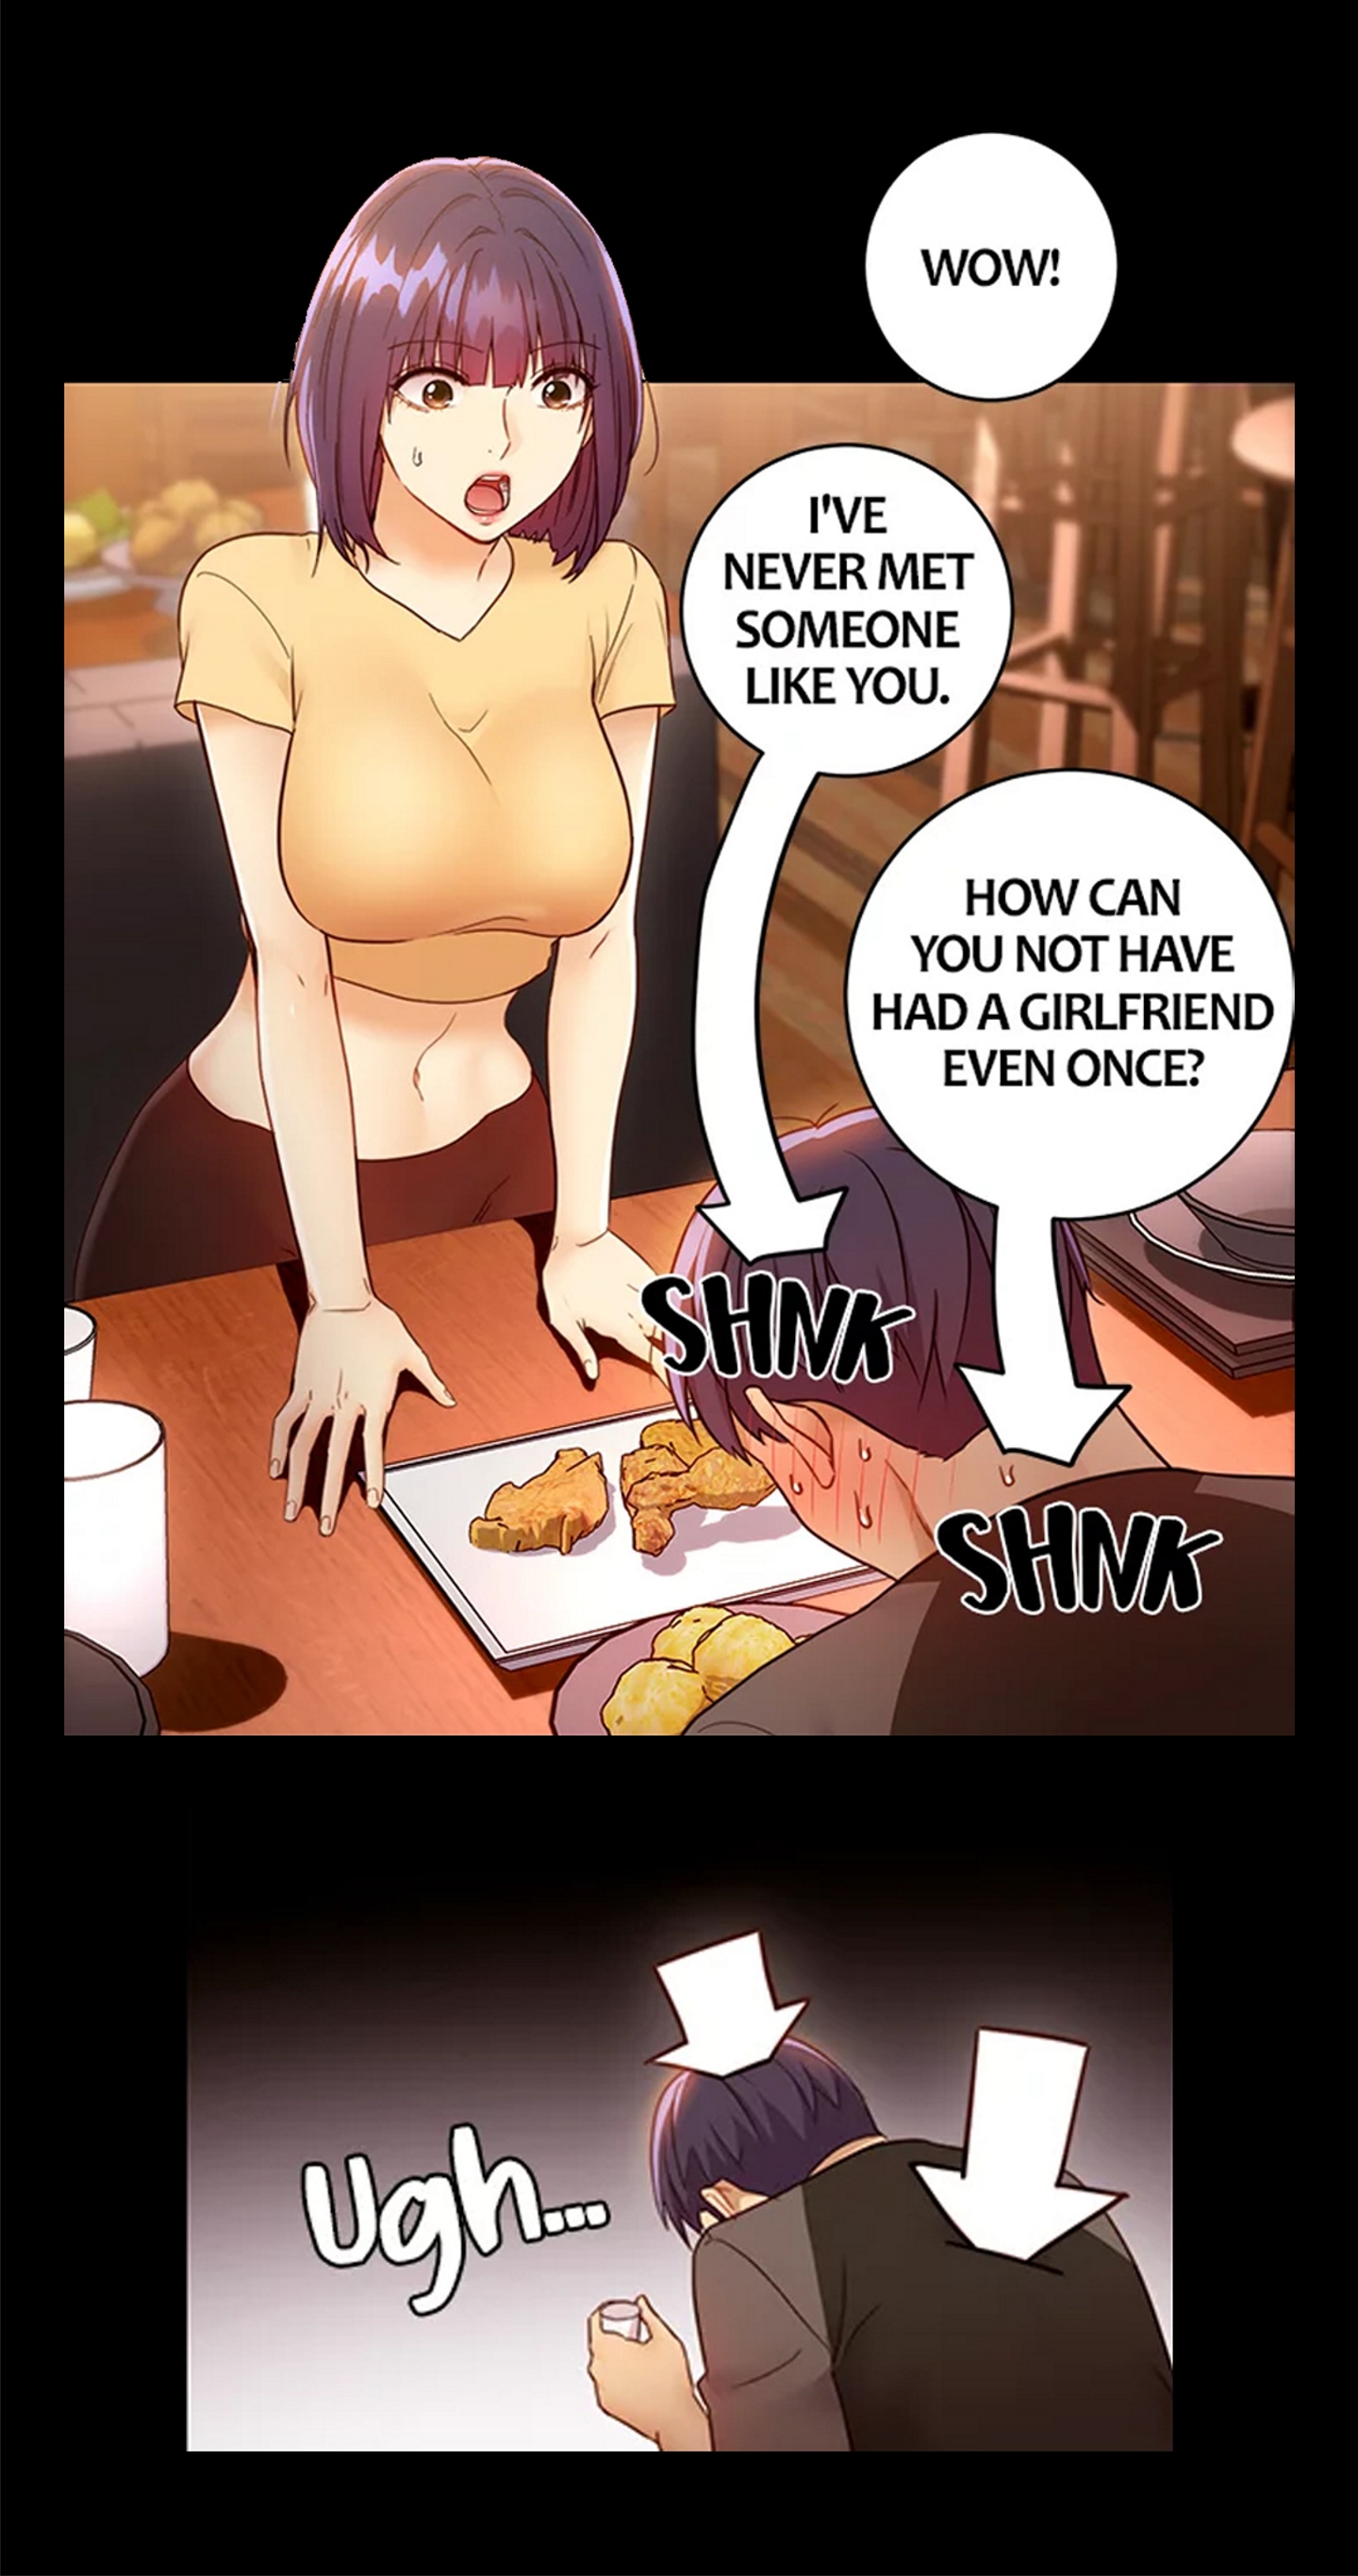 WOW!
I'VE
NEVER MET
SOMEONE
LIKE YOU.
HOW CAN
YOU NOT HAVE
HAD A GIRLFRIEND
EVEN ONCE?
SHNK
SHNK
Ugh...